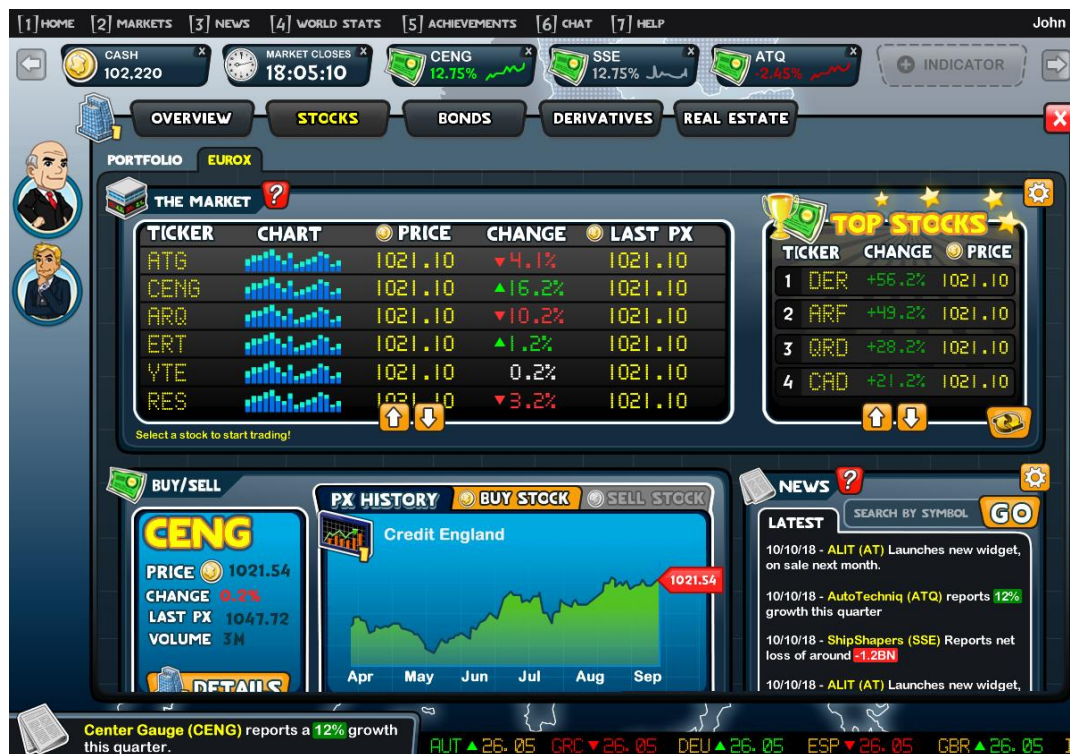 [1] HOME [2] MARKETS [3] NEWS [4] WORLD STATS [5] ACHIEVEMENTS [6] CHAT [7] HELP John
CASH X
102,220
MARKET CLOSES X
18:05:10
CENG X
12.75%
SSE X
12.75%
ATQ X
-2.45%
INDICATOR
OVERVIEW STOCKS BONDS DERIVATIVES REAL ESTATE X
PORTFOLIO EUROX
THE MARKET ?
TICKER CHART PRICE CHANGE LAST PX
ATG 1021.10 ▼4.1% 1021.10
CENG 1021.10 ▲16.2% 1021.10
ARQ 1021.10 ▼10.2% 1021.10
ERT 1021.10 ▲1.2% 1021.10
YTE 1021.10 0.2% 1021.10
RES 1021.10 ▼3.2% 1021.10
Select a stock to start trading!
TOP STOCKS
TICKER CHANGE PRICE
1 DER +56.2% 1021.10
2 ARF +49.2% 1021.10
3 QRD +28.2% 1021.10
4 CAD +21.2% 1021.10
BUY/SELL
CENG
PRICE 1021.54
CHANGE 0.2%
LAST PX 1047.72
VOLUME 3M
DETAILS
PX HISTORY BUY STOCK SELL STOCK
Credit England
1021.54
Apr May Jun Jul Aug Sep
NEWS ?
LATEST SEARCH BY SYMBOL GO
10/10/18 - ALIT (AT) Launches new widget,
on sale next month.
10/10/18 - AutoTechniq (ATQ) reports 12%
growth this quarter
10/10/18 - ShipShapers (SSE) Reports net
loss of around -1.2BN
10/10/18 - ALIT (AT) Launches new widget,
Center Gauge (CENG) reports a 12% growth
this quarter.
AUT ▲ 26.05 GRC ▼ 26.05 DEU ▲ 26.05 ESP ▼ 26.05 GBR ▲ 26.05